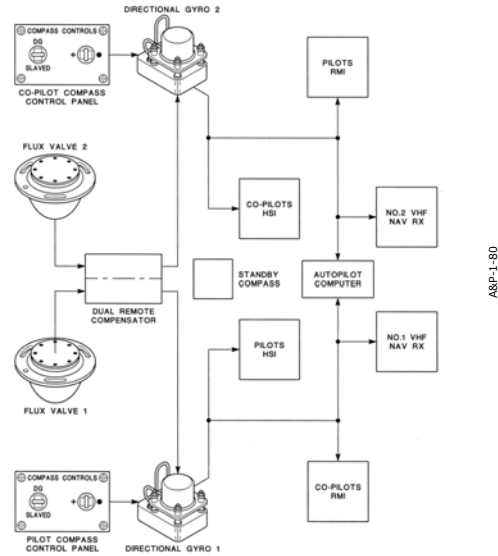 DIRECTIONAL GYRO 2
COMPASS CONTROLS
DG
SLAVED
+
CO-PILOT COMPASS
CONTROL PANEL
PILOTS
RMI
FLUX VALVE 2
CO-PILOTS
HSI
NO.2 VHF
NAV RX
STANDBY
COMPASS
AUTOPILOT
COMPUTER
DUAL REMOTE
COMPENSATOR
PILOTS
HSI
NO.1 VHF
NAV RX
FLUX VALVE 1
COMPASS CONTROLS
DG
SLAVED
+
CO-PILOTS
RMI
PILOT COMPASS
CONTROL PANEL
DIRECTIONAL GYRO 1
A&P-1-80